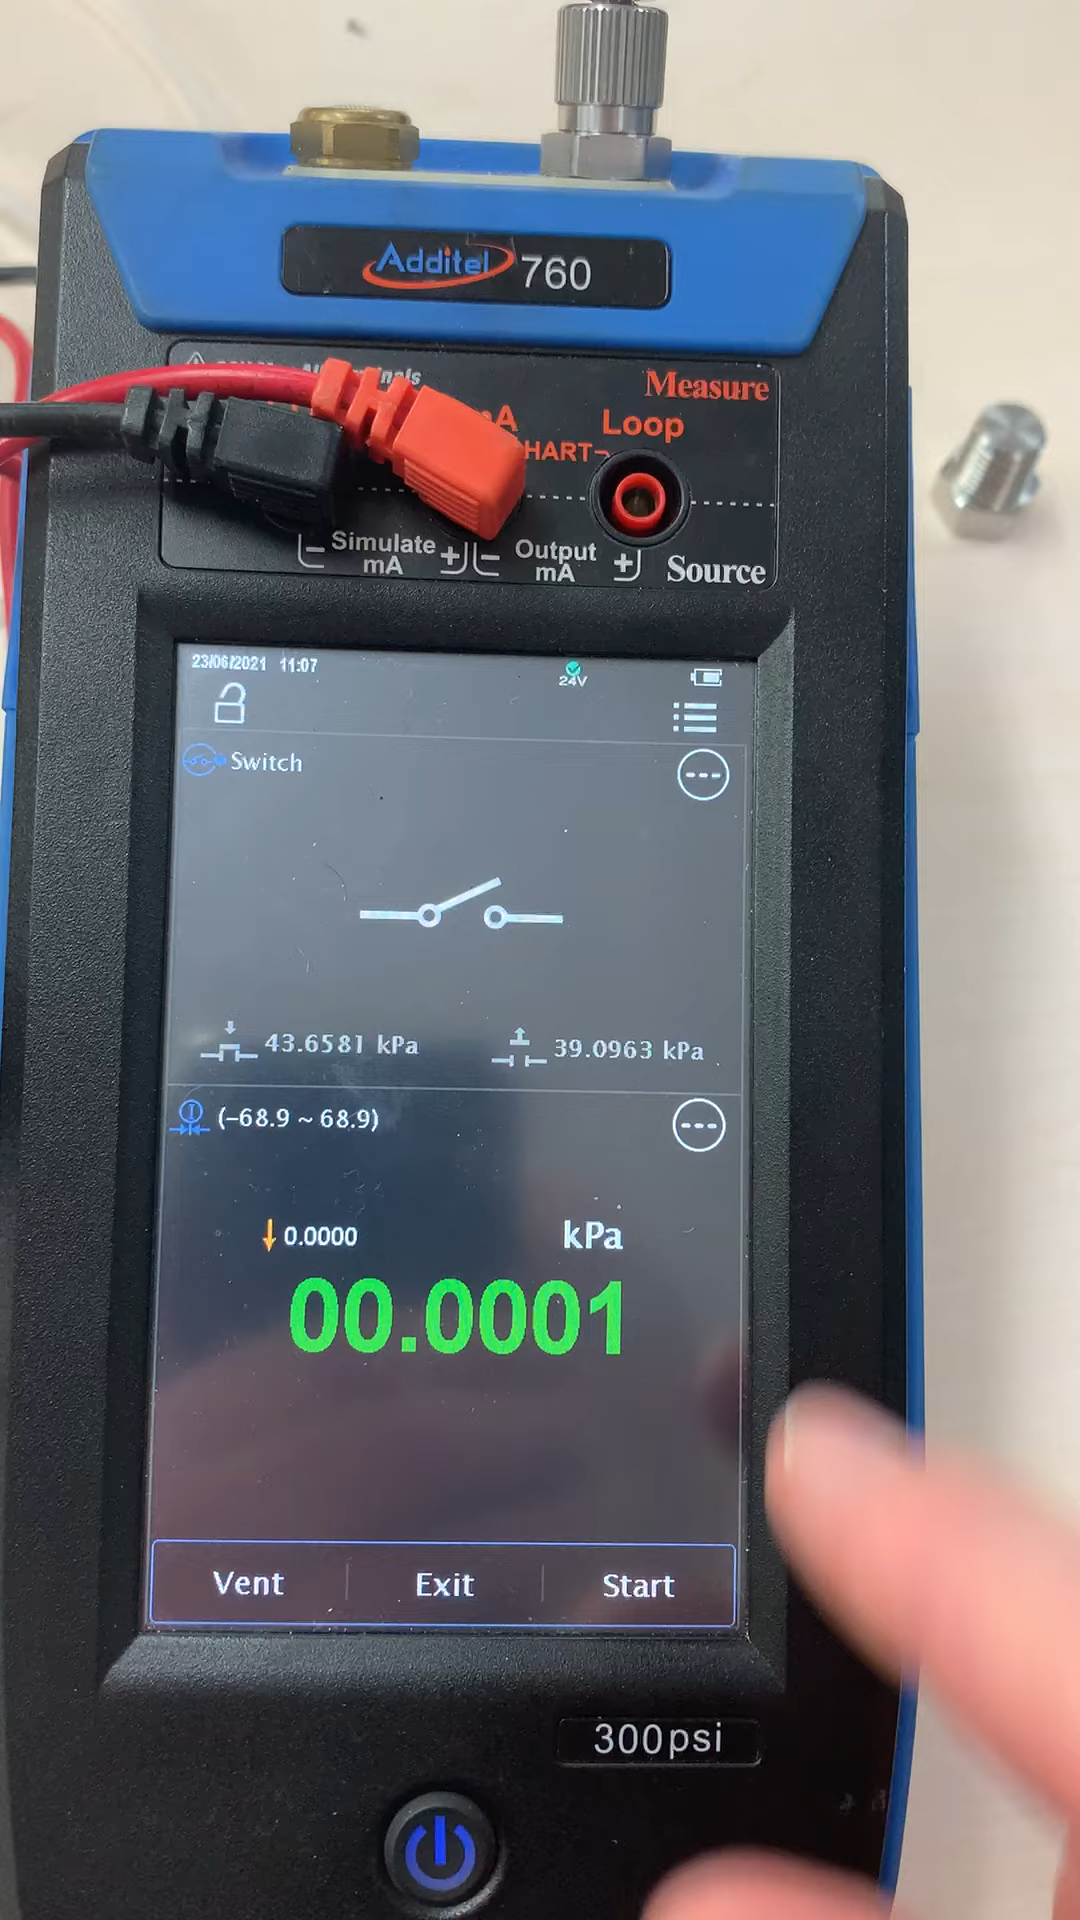 Additel 760
Measure
Loop
HART
Simulate
mA
Output
mA
Source
23/06/2021 11:07
24V
Switch
43.6581 kPa
39.0963 kPa
(-68.9 ~ 68.9)
0.0000
kPa
00.0001
Vent
Exit
Start
300psi